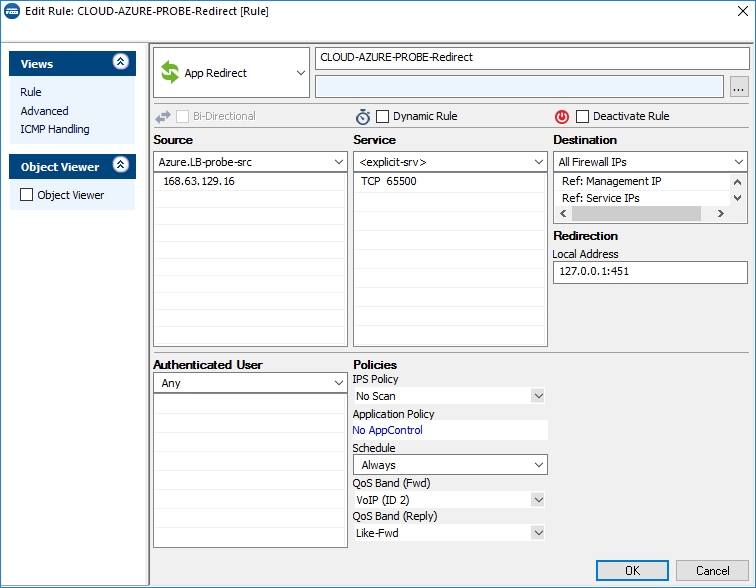 Edit Rule: CLOUD-AZURE-PROBE-Redirect [Rule]
Views
Rule
Advanced
ICMP Handling
Object Viewer
Object Viewer
App Redirect
CLOUD-AZURE-PROBE-Redirect
...
Bi-Directional
Dynamic Rule
Deactivate Rule
Source
Azure.LB-probe-src
168.63.129.16
Service
<explicit-srv>
TCP 65500
Destination
All Firewall IPs
Ref: Management IP
Ref: Service IPs
Redirection
Local Address
127.0.0.1:451
Authenticated User
Any
Policies
IPS Policy
No Scan
Application Policy
No AppControl
Schedule
Always
QoS Band (Fwd)
VoIP (ID 2)
QoS Band (Reply)
Like-Fwd
OK
Cancel